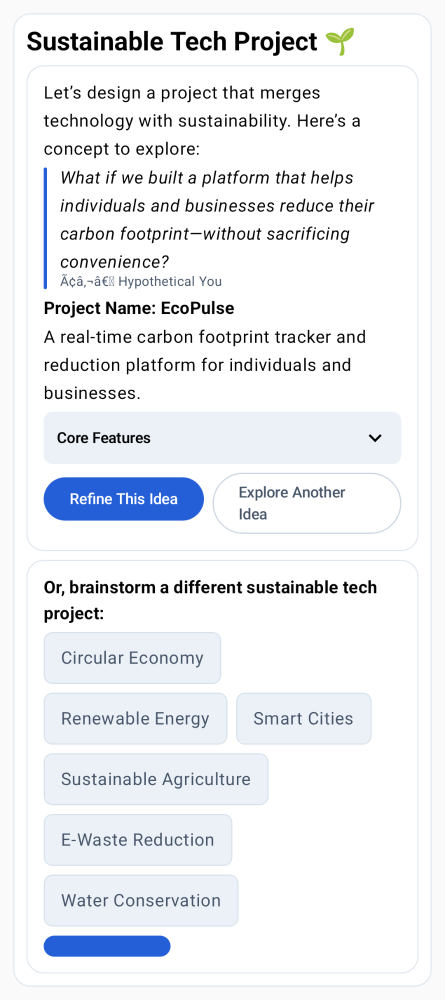 Sustainable Tech Project 🌱
Let’s design a project that merges
technology with sustainability. Here’s a
concept to explore:
What if we built a platform that helps
individuals and businesses reduce their
carbon footprint—without sacrificing
convenience?
Hypothetical You
Project Name: EcoPulse
A real-time carbon footprint tracker and
reduction platform for individuals and
businesses.
Core Features
Refine This Idea
Explore Another
Idea
Or, brainstorm a different sustainable tech
project:
Circular Economy
Renewable Energy
Smart Cities
Sustainable Agriculture
E-Waste Reduction
Water Conservation